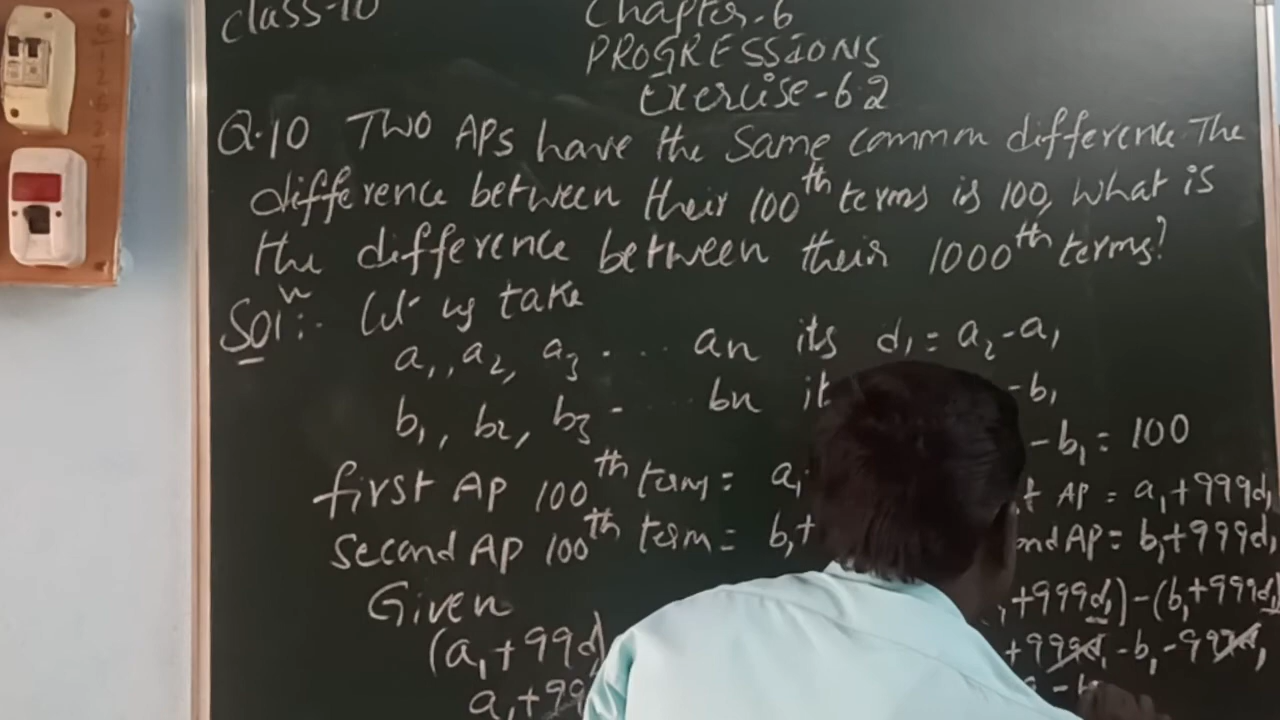 Class-10
Chapter-6
PROGRESSIONS
Exercise-6.2
Q.10 Two APs have the same common difference. The
difference between their 100th terms is 100, what is
the difference between their 1000th terms?
Soln:- Let us take
a1, a2, a3 .... an its d1 = a2-a1
b1, b2, b3 - .... bn it -b1
-b1 = 100
first AP 100th term = a1 t AP = a1+999d1
Second AP 100th term = b1+ ond AP = b1+999d1
Given +999d1)-(b1+999d1)
(a1+99d +999d1-b1-999d1
a1+99 -b